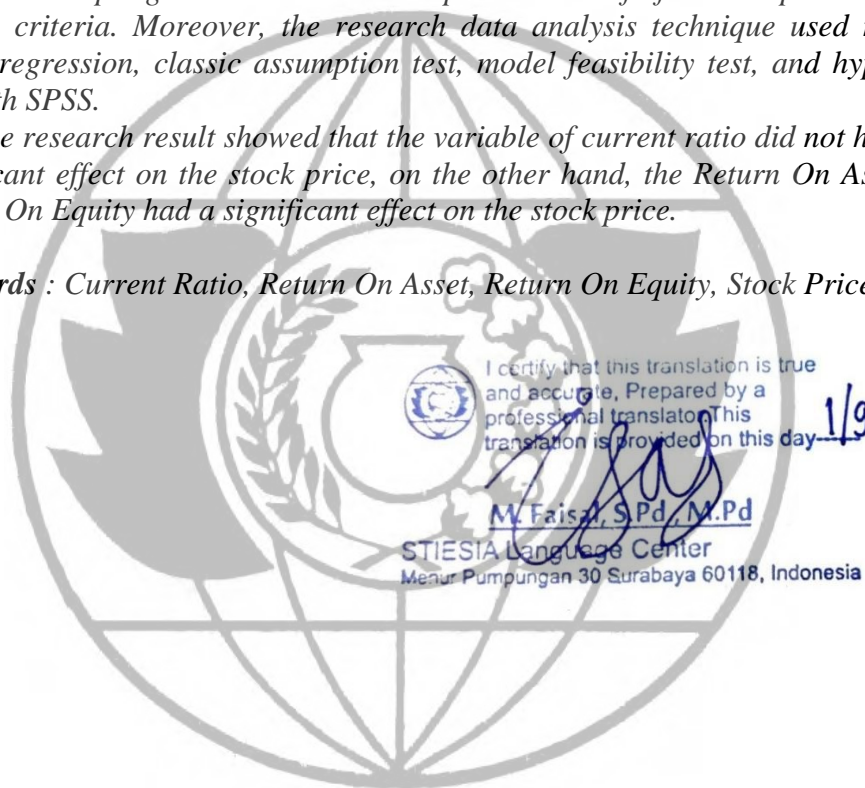 criteria. Moreover, the research data analysis technique used
regression, classic assumption test, model feasibility test, and hyp
th SPSS.
e research result showed that the variable of current ratio did not h
cant effect on the stock price, on the other hand, the Return On As
On Equity had a significant effect on the stock price.
rds : Current Ratio, Return On Asset, Return On Equity, Stock Price
I certify that this translation is true
and accurate, Prepared by a
professional translator This
translation is provided on this day 1/9
M. Faisal, S.Pd, M.Pd
STIESIA Language Center
Menur Pumpungan 30 Surabaya 60118, Indonesia